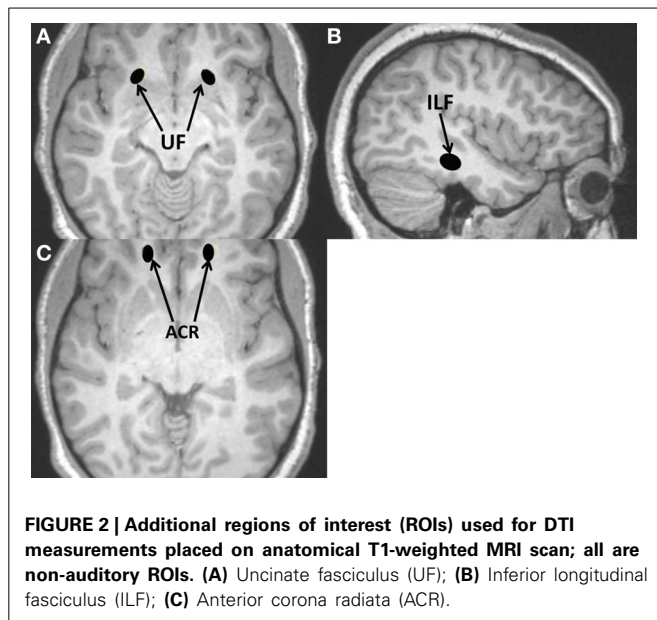 A
B
UF
ILF
C
ACR
FIGURE 2 | Additional regions of interest (ROIs) used for DTI
measurements placed on anatomical T1-weighted MRI scan; all are
non-auditory ROIs. (A) Uncinate fasciculus (UF); (B) Inferior longitudinal
fasciculus (ILF); (C) Anterior corona radiata (ACR).